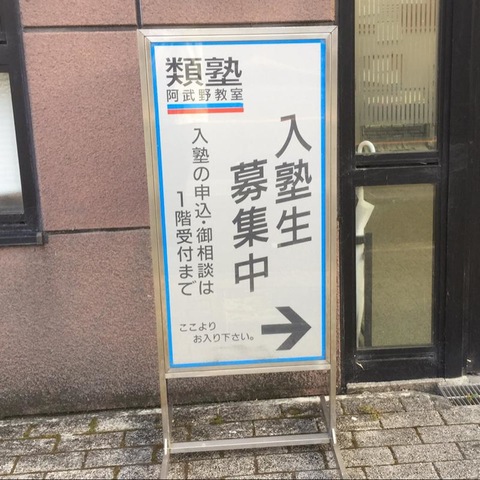 類塾
阿武野教室
入塾生
募集中
入塾の申込・御相談は
1階受付まで
ここより
お入り下さい。